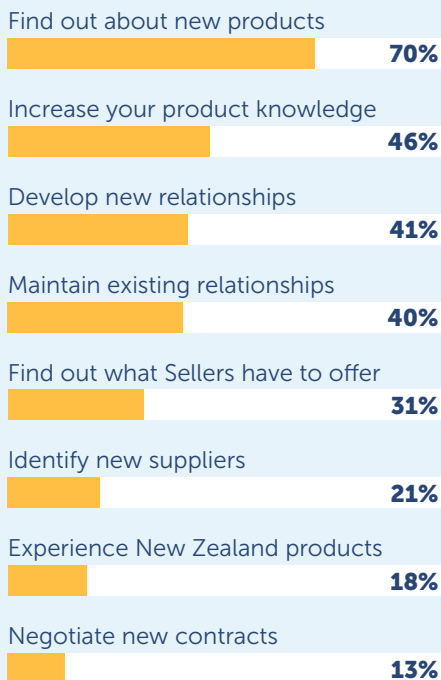 Find out about new products
70%
Increase your product knowledge
46%
Develop new relationships
41%
Maintain existing relationships
40%
Find out what Sellers have to offer
31%
Identify new suppliers
21%
Experience New Zealand products
18%
Negotiate new contracts
13%